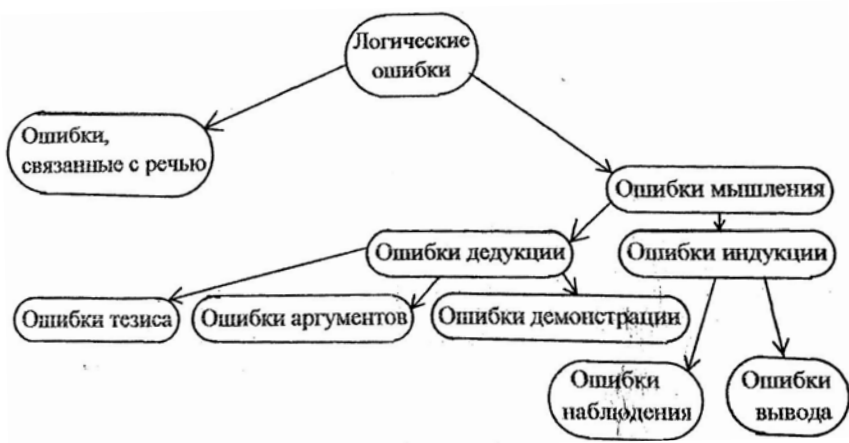 Логические
ошибки
Ошибки,
связанные с речью
Ошибки мышления
Ошибки дедукции
Ошибки индукции
Ошибки тезиса
Ошибки аргументов
Ошибки демонстрации
Ошибки
наблюдения
Ошибки
вывода